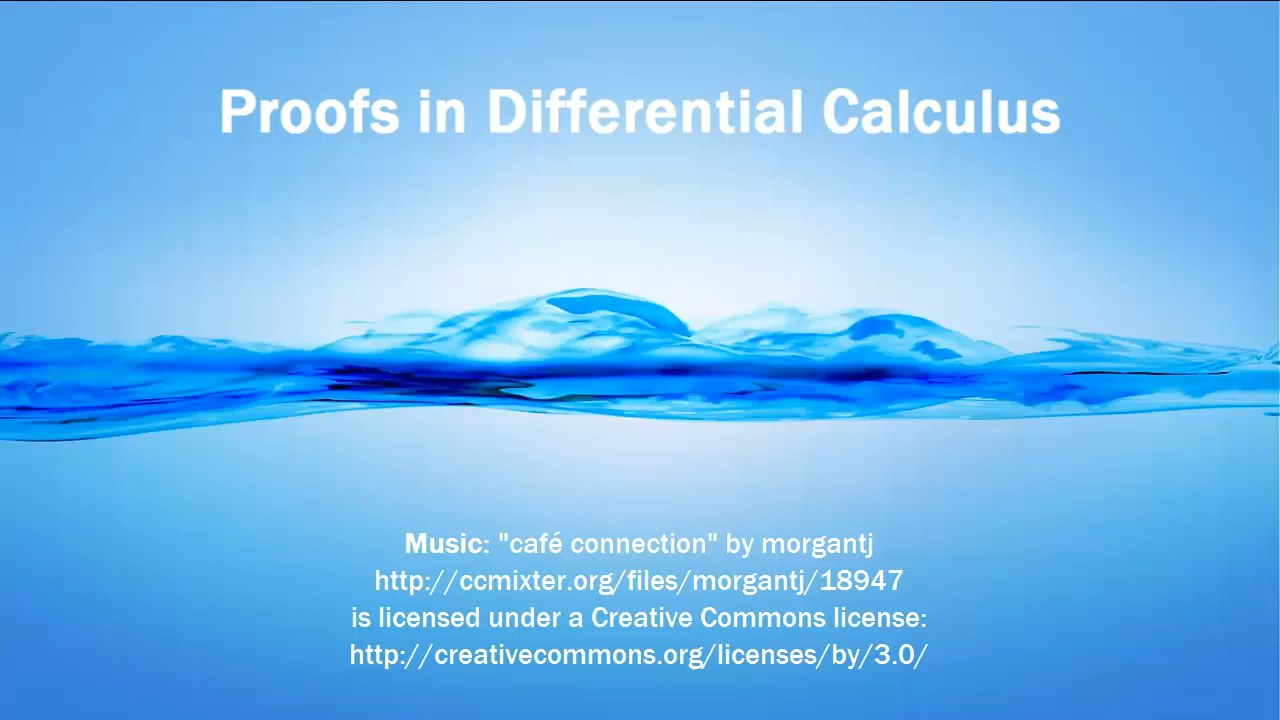 Proofs in Differential Calculus
Music: "café connection" by morgantj
http://ccmixter.org/files/morgantj/18947
is licensed under a Creative Commons license:
http://creativecommons.org/licenses/by/3.0/